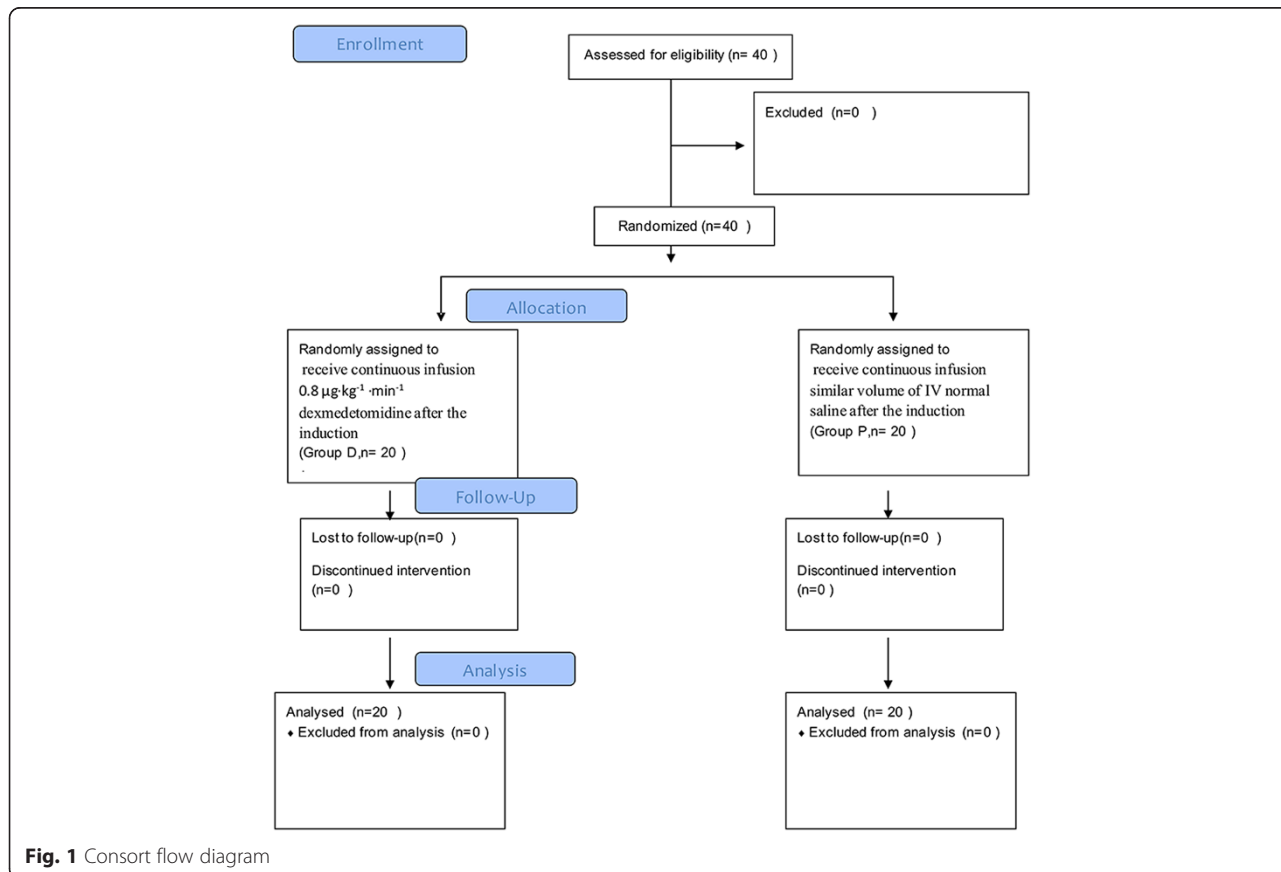 Enrollment
Assessed for eligibility (n= 40 )
Excluded (n=0 )
Randomized (n=40 )
Allocation
Randomly assigned to
receive continuous infusion
0.8 µg·kg⁻¹ ·min⁻¹
dexmedetomidine after the
induction
(Group D,n= 20 )
.
Randomly assigned to
receive continuous infusion
similar volume of IV normal
saline after the induction
(Group P,n= 20 )
Follow-Up
Lost to follow-up(n=0 )
Discontinued intervention
(n=0 )
Lost to follow-up(n=0 )
Discontinued intervention
(n=0 )
Analysis
Analysed (n=20 )
♦ Excluded from analysis (n=0 )
Analysed (n= 20 )
♦ Excluded from analysis (n=0 )
Fig. 1 Consort flow diagram